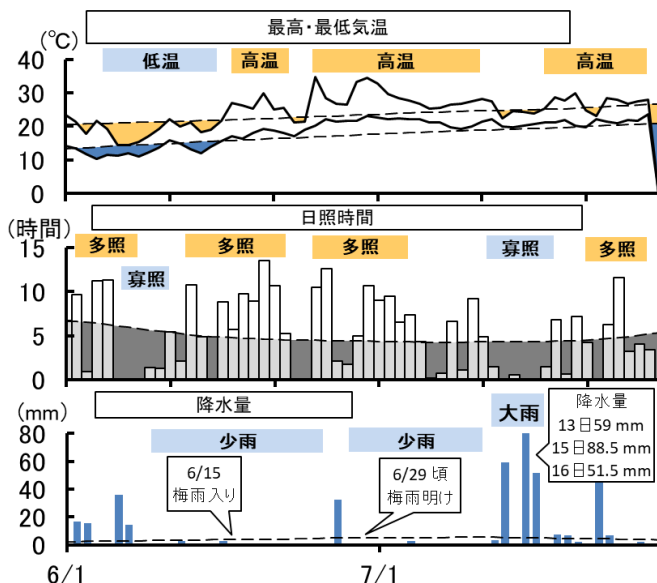 最高・最低気温
(℃)
40
30
20
10
0
低温
高温
高温
高温
日照時間
(時間)
15
10
5
0
多照
寡照
多照
多照
寡照
多照
降水量
(mm)
80
60
40
20
0
少雨
少雨
大雨
6/15
梅雨入り
6/29 頃
梅雨明け
降水量
13日59 mm
15日88.5 mm
16日51.5 mm
6/1
7/1